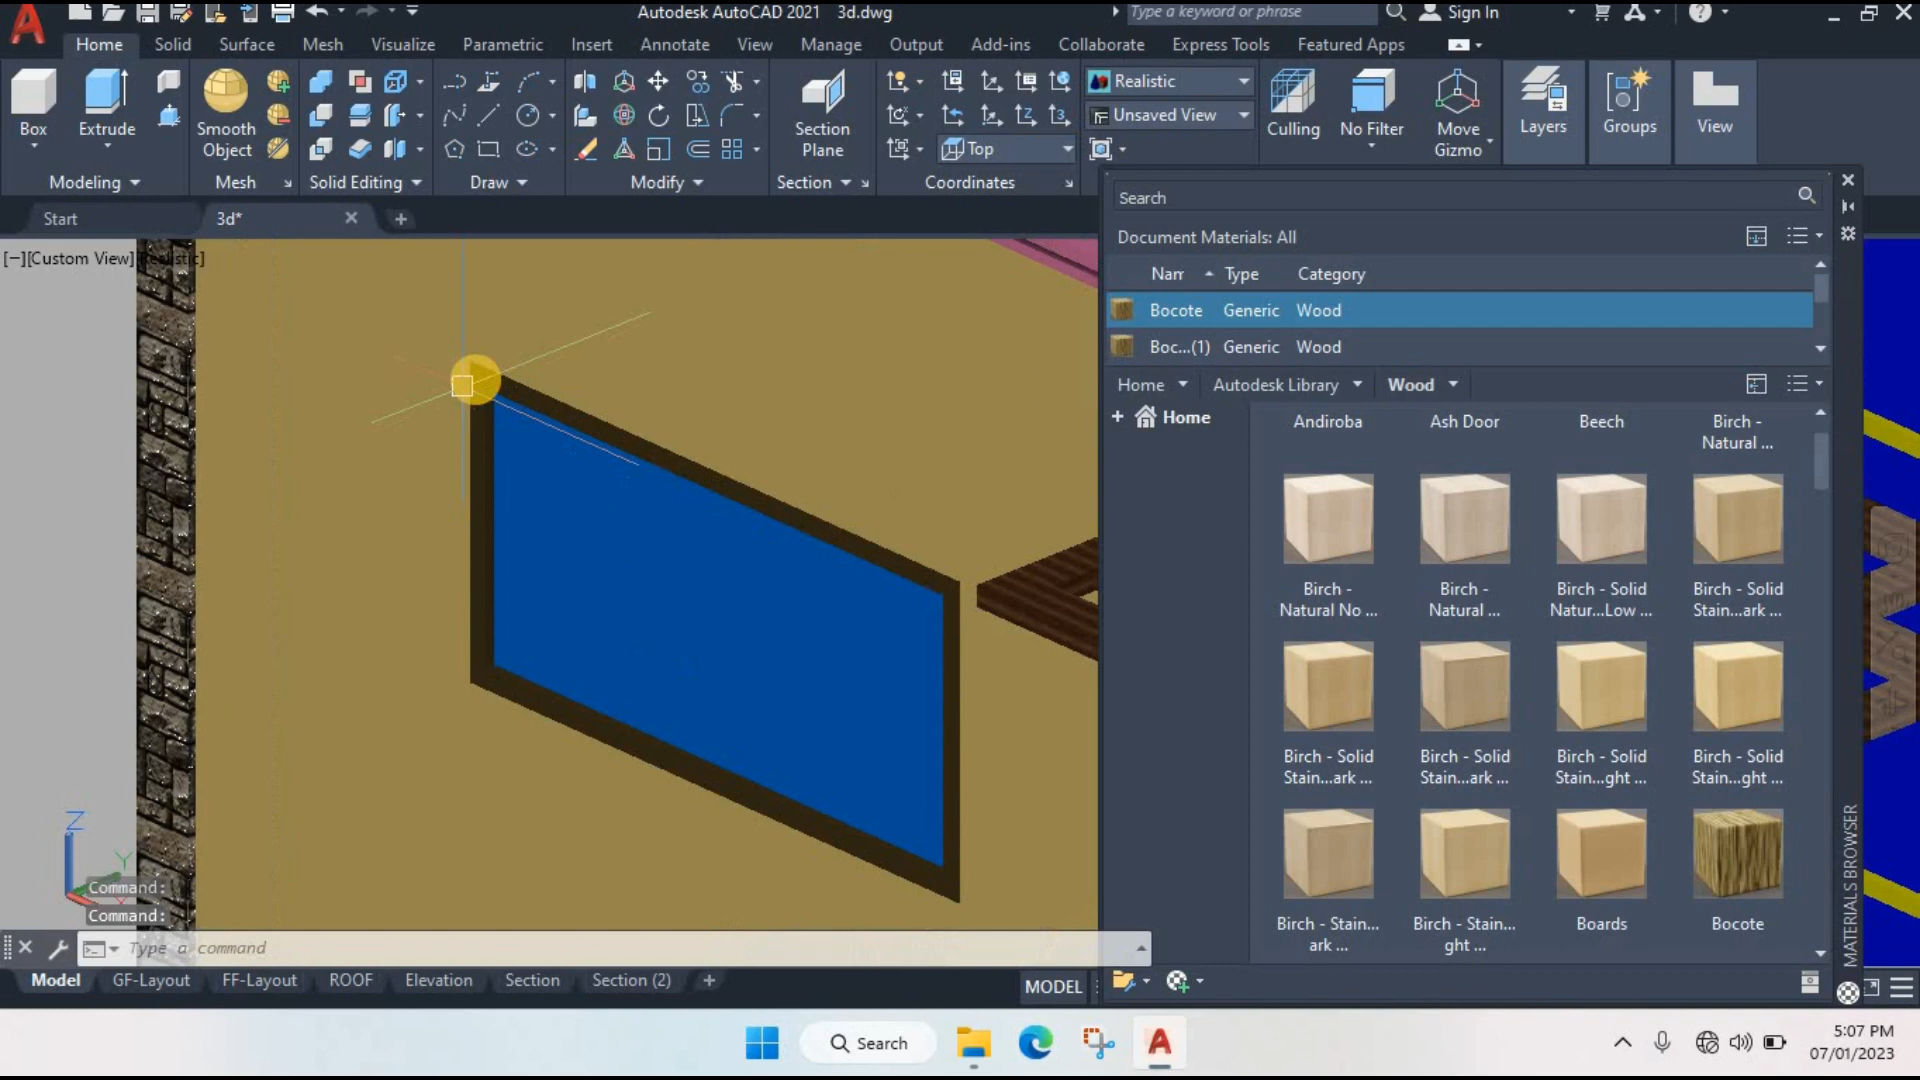 Autodesk AutoCAD 2021 3d.dwg
Type a keyword or phrase
Sign In
Home Solid Surface Mesh Visualize Parametric Insert Annotate View Manage Output Add-ins Collaborate Express Tools Featured Apps
Box
Extrude
Smooth
Object
Section
Plane
Top
Realistic
Unsaved View
Culling
No Filter
Move
Gizmo
Layers
Groups
View
Modeling
Mesh
Solid Editing
Draw
Modify
Section
Coordinates
Start
3d*
[−][Custom View]
Search
Document Materials: All
Nam Type Category
Bocote Generic Wood
Boc...(1) Generic Wood
Home Autodesk Library Wood
Home
Andiroba
Ash Door
Beech
Birch -
Natural ...
Birch -
Natural No ...
Birch -
Natural ...
Birch - Solid
Natur...Low ...
Birch - Solid
Stain...ark ...
Birch - Solid
Stain...ark ...
Birch - Solid
Stain...ark ...
Birch - Solid
Stain...ght ...
Birch - Solid
Stain...ght ...
Birch - Stain...
ark ...
Birch - Stain...
ght ...
Boards
Bocote
MATERIALS BROWSER
Z
Y
Command:
Command:
Type a command
Model GF-Layout FF-Layout ROOF Elevation Section Section (2)
MODEL
Search
5:07 PM
07/01/2023